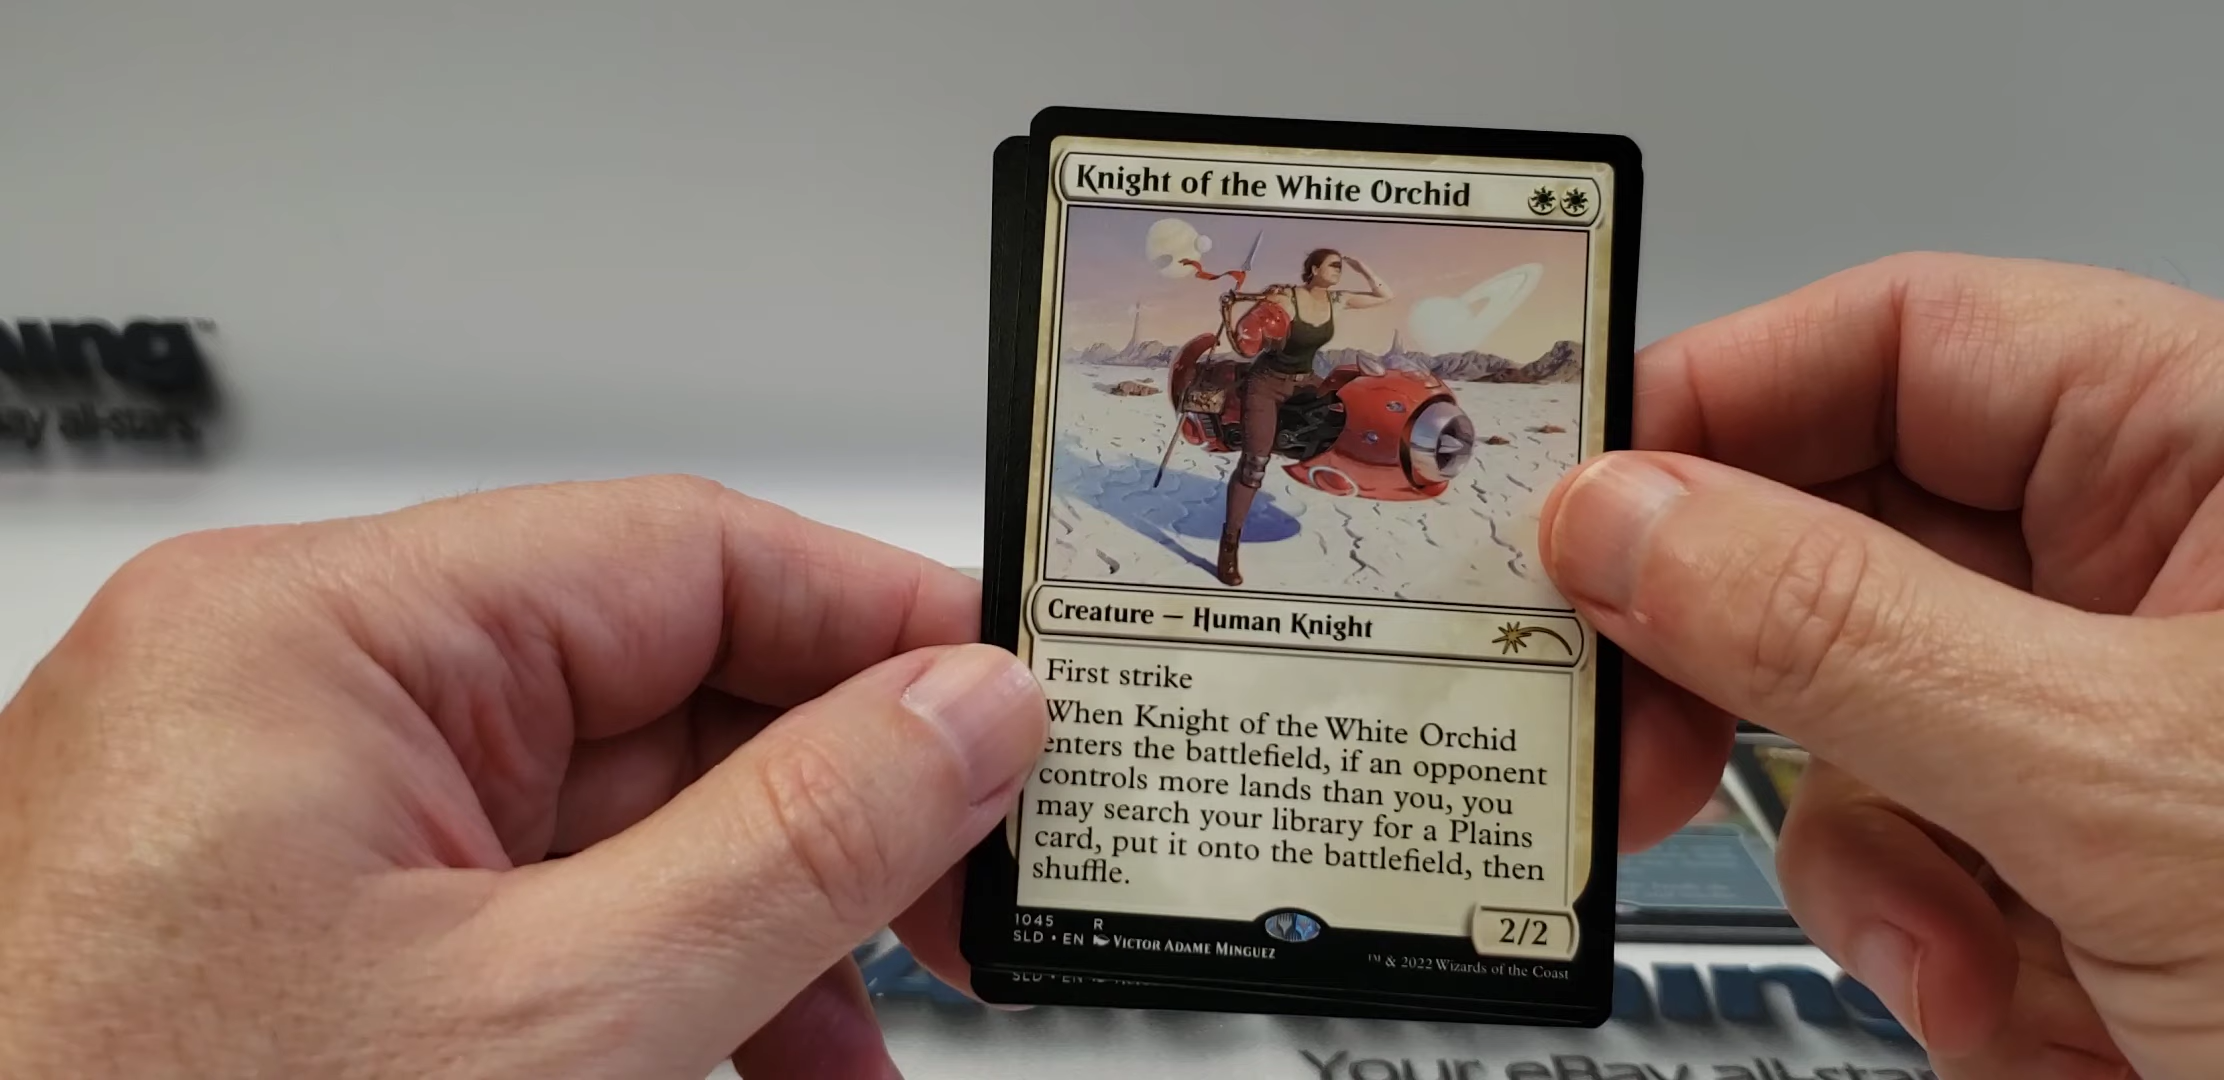 Knight of the White Orchid
Creature — Human Knight
First strike
When Knight of the White Orchid
enters the battlefield, if an opponent
controls more lands than you, you
may search your library for a Plains
card, put it onto the battlefield, then
shuffle.
2/2
1045 R
SLD • EN VICTOR ADAME MINGUEZ
™ & 2022 Wizards of the Coast
SLD • EN
Your eBay all-star